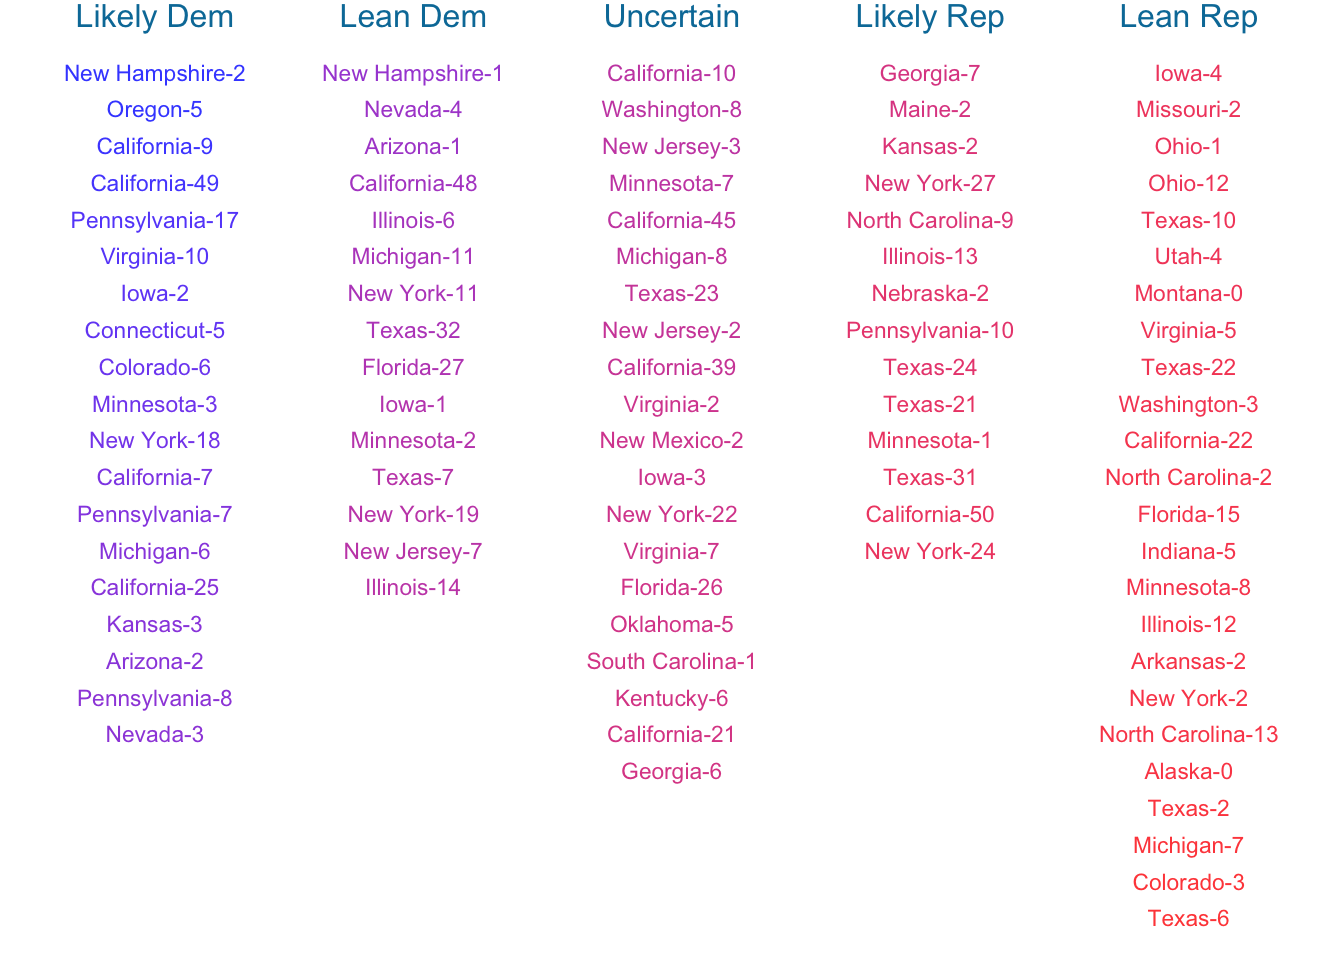 Likely Dem
New Hampshire-2
Oregon-5
California-9
California-49
Pennsylvania-17
Virginia-10
Iowa-2
Connecticut-5
Colorado-6
Minnesota-3
New York-18
California-7
Pennsylvania-7
Michigan-6
California-25
Kansas-3
Arizona-2
Pennsylvania-8
Nevada-3
Lean Dem
New Hampshire-1
Nevada-4
Arizona-1
California-48
Illinois-6
Michigan-11
New York-11
Texas-32
Florida-27
Iowa-1
Minnesota-2
Texas-7
New York-19
New Jersey-7
Illinois-14
Uncertain
California-10
Washington-8
New Jersey-3
Minnesota-7
California-45
Michigan-8
Texas-23
New Jersey-2
California-39
Virginia-2
New Mexico-2
Iowa-3
New York-22
Virginia-7
Florida-26
Oklahoma-5
South Carolina-1
Kentucky-6
California-21
Georgia-6
Likely Rep
Georgia-7
Maine-2
Kansas-2
New York-27
North Carolina-9
Illinois-13
Nebraska-2
Pennsylvania-10
Texas-24
Texas-21
Minnesota-1
Texas-31
California-50
New York-24
Lean Rep
Iowa-4
Missouri-2
Ohio-1
Ohio-12
Texas-10
Utah-4
Montana-0
Virginia-5
Texas-22
Washington-3
California-22
North Carolina-2
Florida-15
Indiana-5
Minnesota-8
Illinois-12
Arkansas-2
New York-2
North Carolina-13
Alaska-0
Texas-2
Michigan-7
Colorado-3
Texas-6